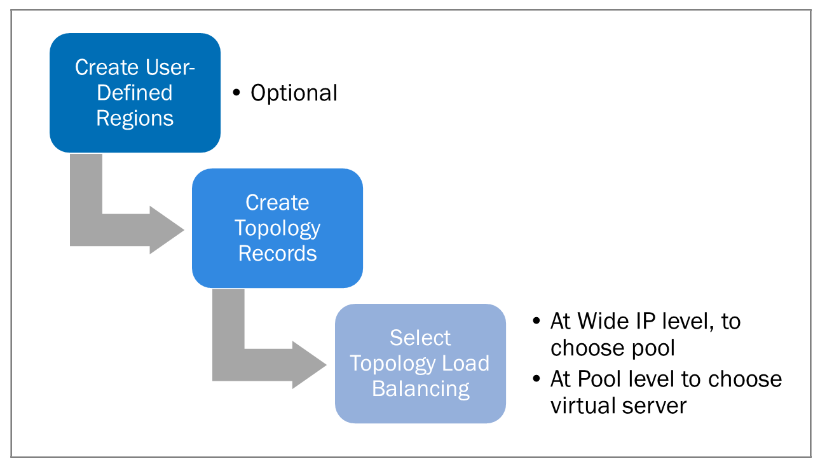 Create User-
Defined
Regions
• Optional
Create
Topology
Records
Select
Topology Load
Balancing
• At Wide IP level, to
choose pool
• At Pool level to choose
virtual server